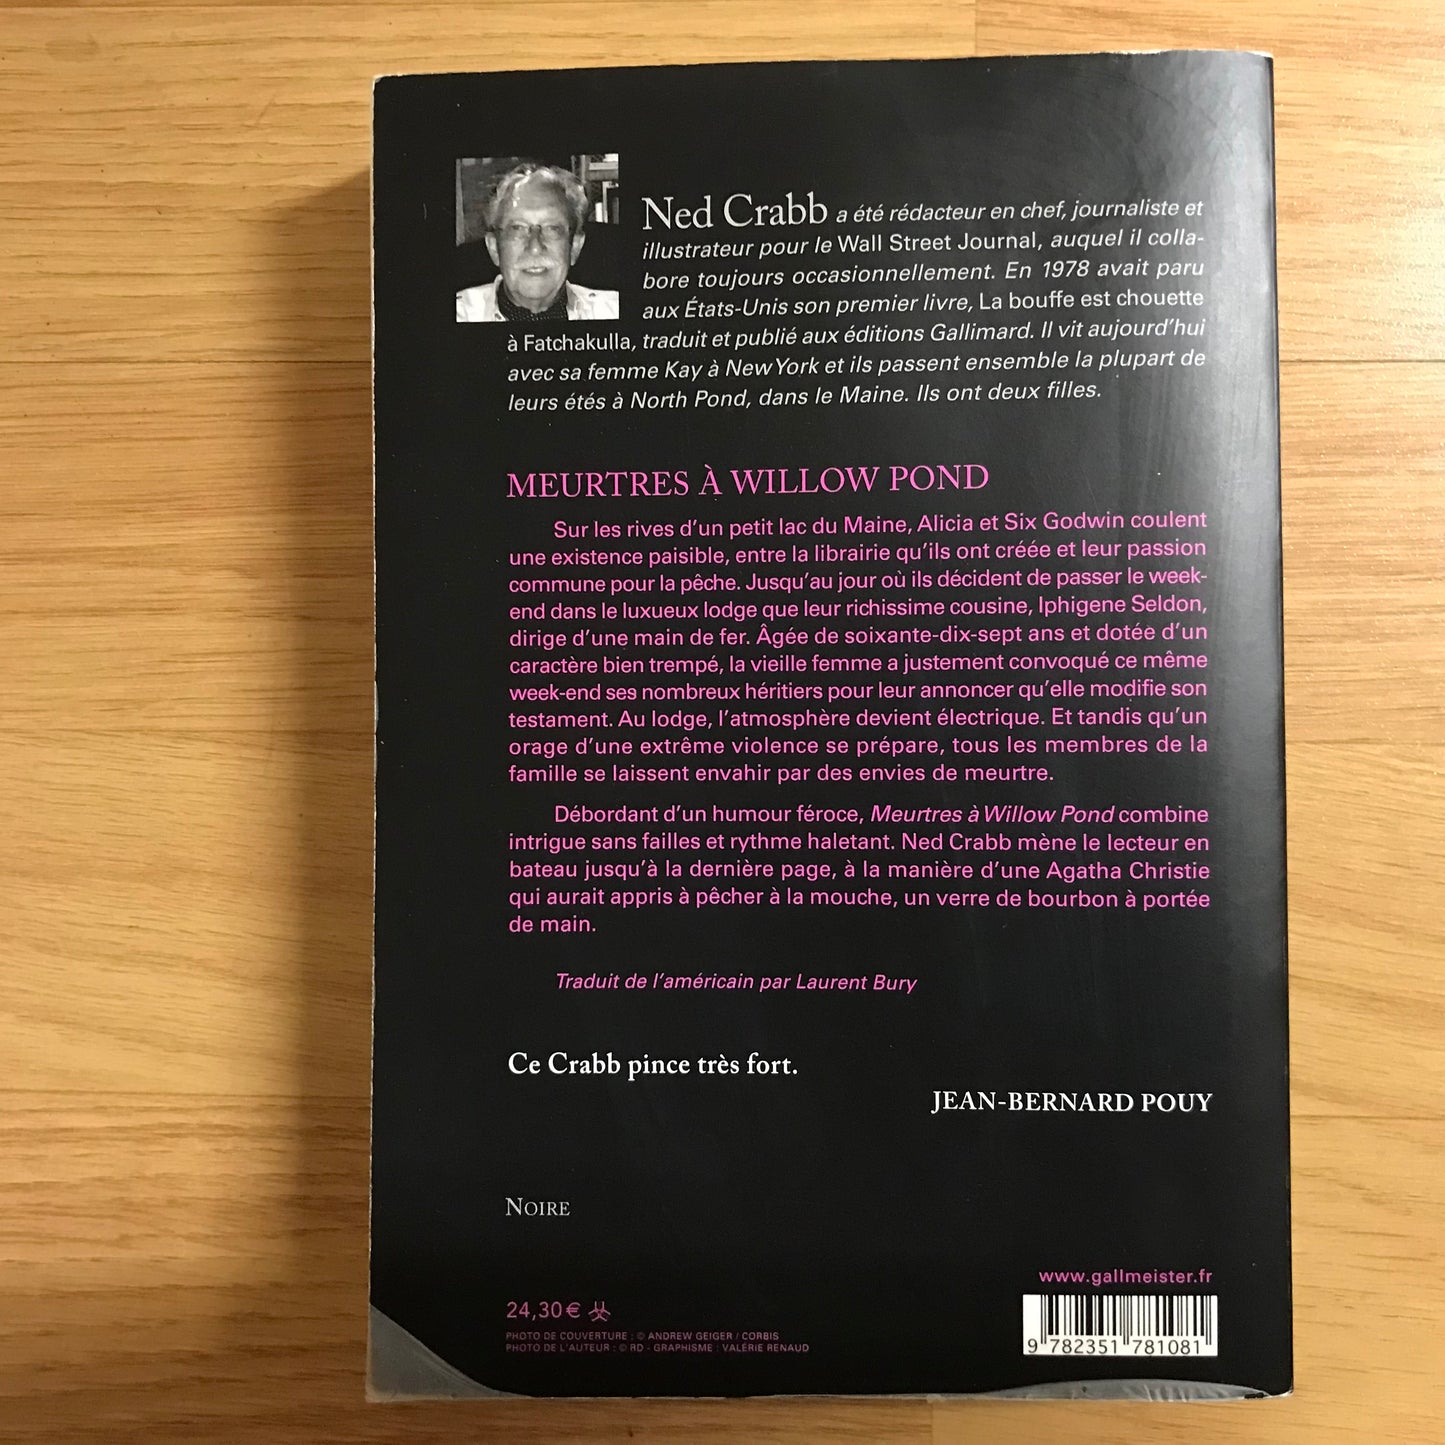 Ned Crabb a été rédacteur en chef, journaliste et
illustrateur pour le Wall Street Journal, auquel il colla-
bore toujours occasionnellement. En 1978 avait paru
aux États-Unis son premier livre, La bouffe est chouette
à Fatchakulla, traduit et publié aux éditions Gallimard. Il vit aujourd'hui
avec sa femme Kay à New York et ils passent ensemble la plupart de
leurs étés à North Pond, dans le Maine. Ils ont deux filles.
MEURTRES À WILLOW POND
Sur les rives d'un petit lac du Maine, Alicia et Six Godwin coulent
une existence paisible, entre la librairie qu'ils ont créée et leur passion
commune pour la pêche. Jusqu'au jour où ils décident de passer le week-
end dans le luxueux lodge que leur richissime cousine, Iphigene Seldon,
dirige d'une main de fer. Âgée de soixante-dix-sept ans et dotée d'un
caractère bien trempé, la vieille femme a justement convoqué ce même
week-end ses nombreux héritiers pour leur annoncer qu'elle modifie son
testament. Au lodge, l'atmosphère devient électrique. Et tandis qu'un
orage d'une extrême violence se prépare, tous les membres de la
famille se laissent envahir par des envies de meurtre.
Débordant d'un humour féroce, Meurtres à Willow Pond combine
intrigue sans failles et rythme haletant. Ned Crabb mène le lecteur en
bateau jusqu'à la dernière page, à la manière d'une Agatha Christie
qui aurait appris à pêcher à la mouche, un verre de bourbon à portée
de main.
Traduit de l'américain par Laurent Bury
Ce Crabb pince très fort.
JEAN-BERNARD POUY
NOIRE
www.gallmeister.fr
24,30 €
PHOTO DE COUVERTURE : © ANDREW GEIGER / CORBIS
PHOTO DE L'AUTEUR : © RD - GRAPHISME : VALÉRIE RENAUD
9 782351 781081